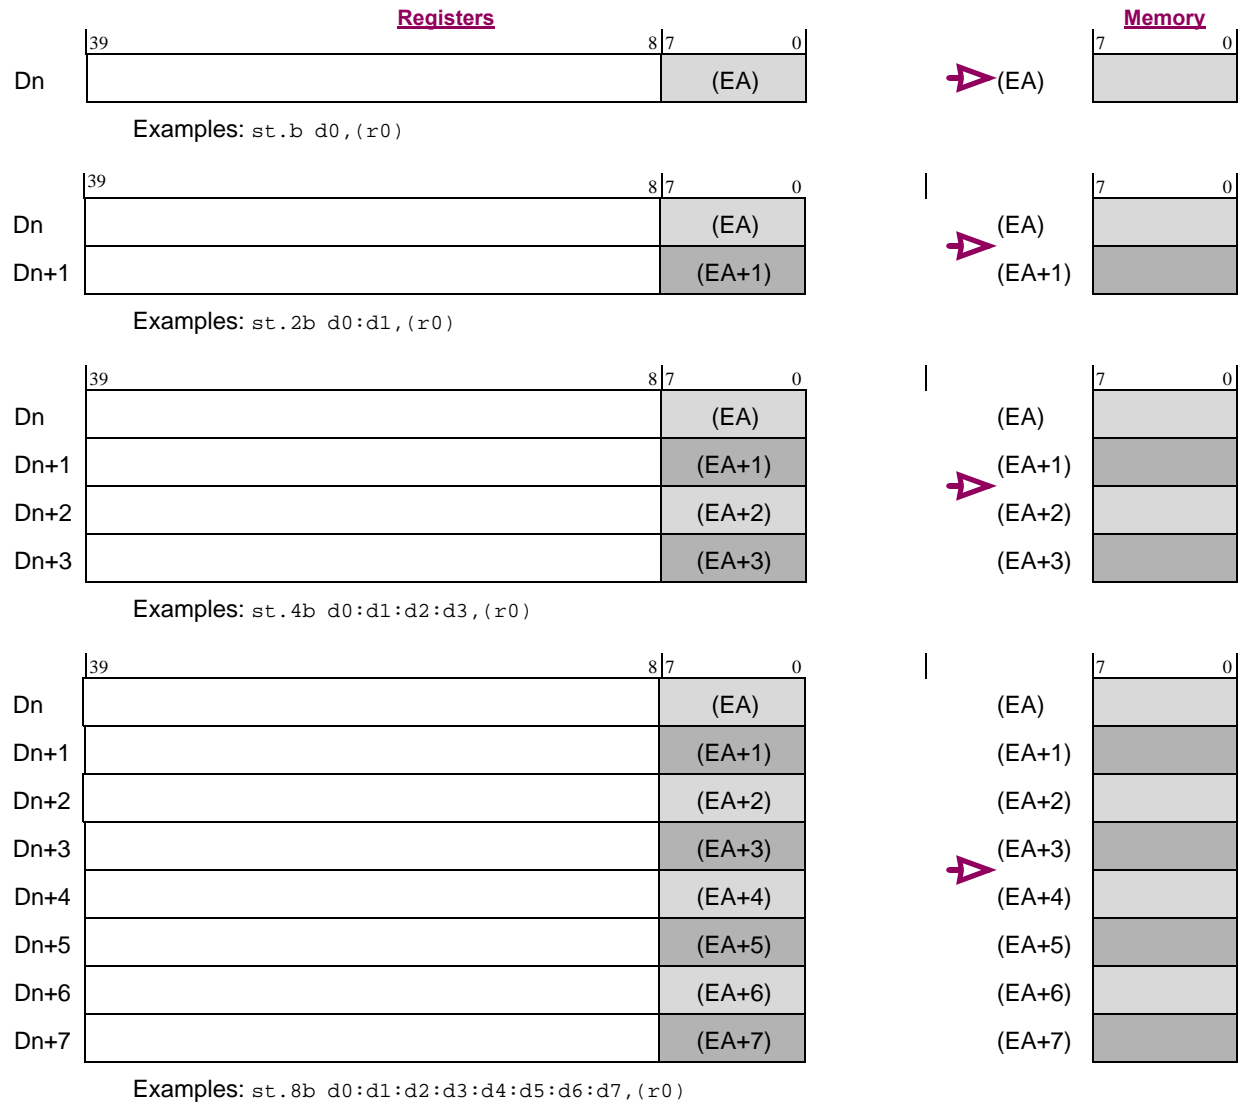 Registers Memory
39 8 7 0 7 0
Dn (EA) (EA)
Examples: st.b d0,(r0)
39 8 7 0 7 0
Dn (EA) (EA)
Dn+1 (EA+1) (EA+1)
Examples: st.2b d0:d1,(r0)
39 8 7 0 7 0
Dn (EA) (EA)
Dn+1 (EA+1) (EA+1)
Dn+2 (EA+2) (EA+2)
Dn+3 (EA+3) (EA+3)
Examples: st.4b d0:d1:d2:d3,(r0)
39 8 7 0 7 0
Dn (EA) (EA)
Dn+1 (EA+1) (EA+1)
Dn+2 (EA+2) (EA+2)
Dn+3 (EA+3) (EA+3)
Dn+4 (EA+4) (EA+4)
Dn+5 (EA+5) (EA+5)
Dn+6 (EA+6) (EA+6)
Dn+7 (EA+7) (EA+7)
Examples: st.8b d0:d1:d2:d3:d4:d5:d6:d7,(r0)